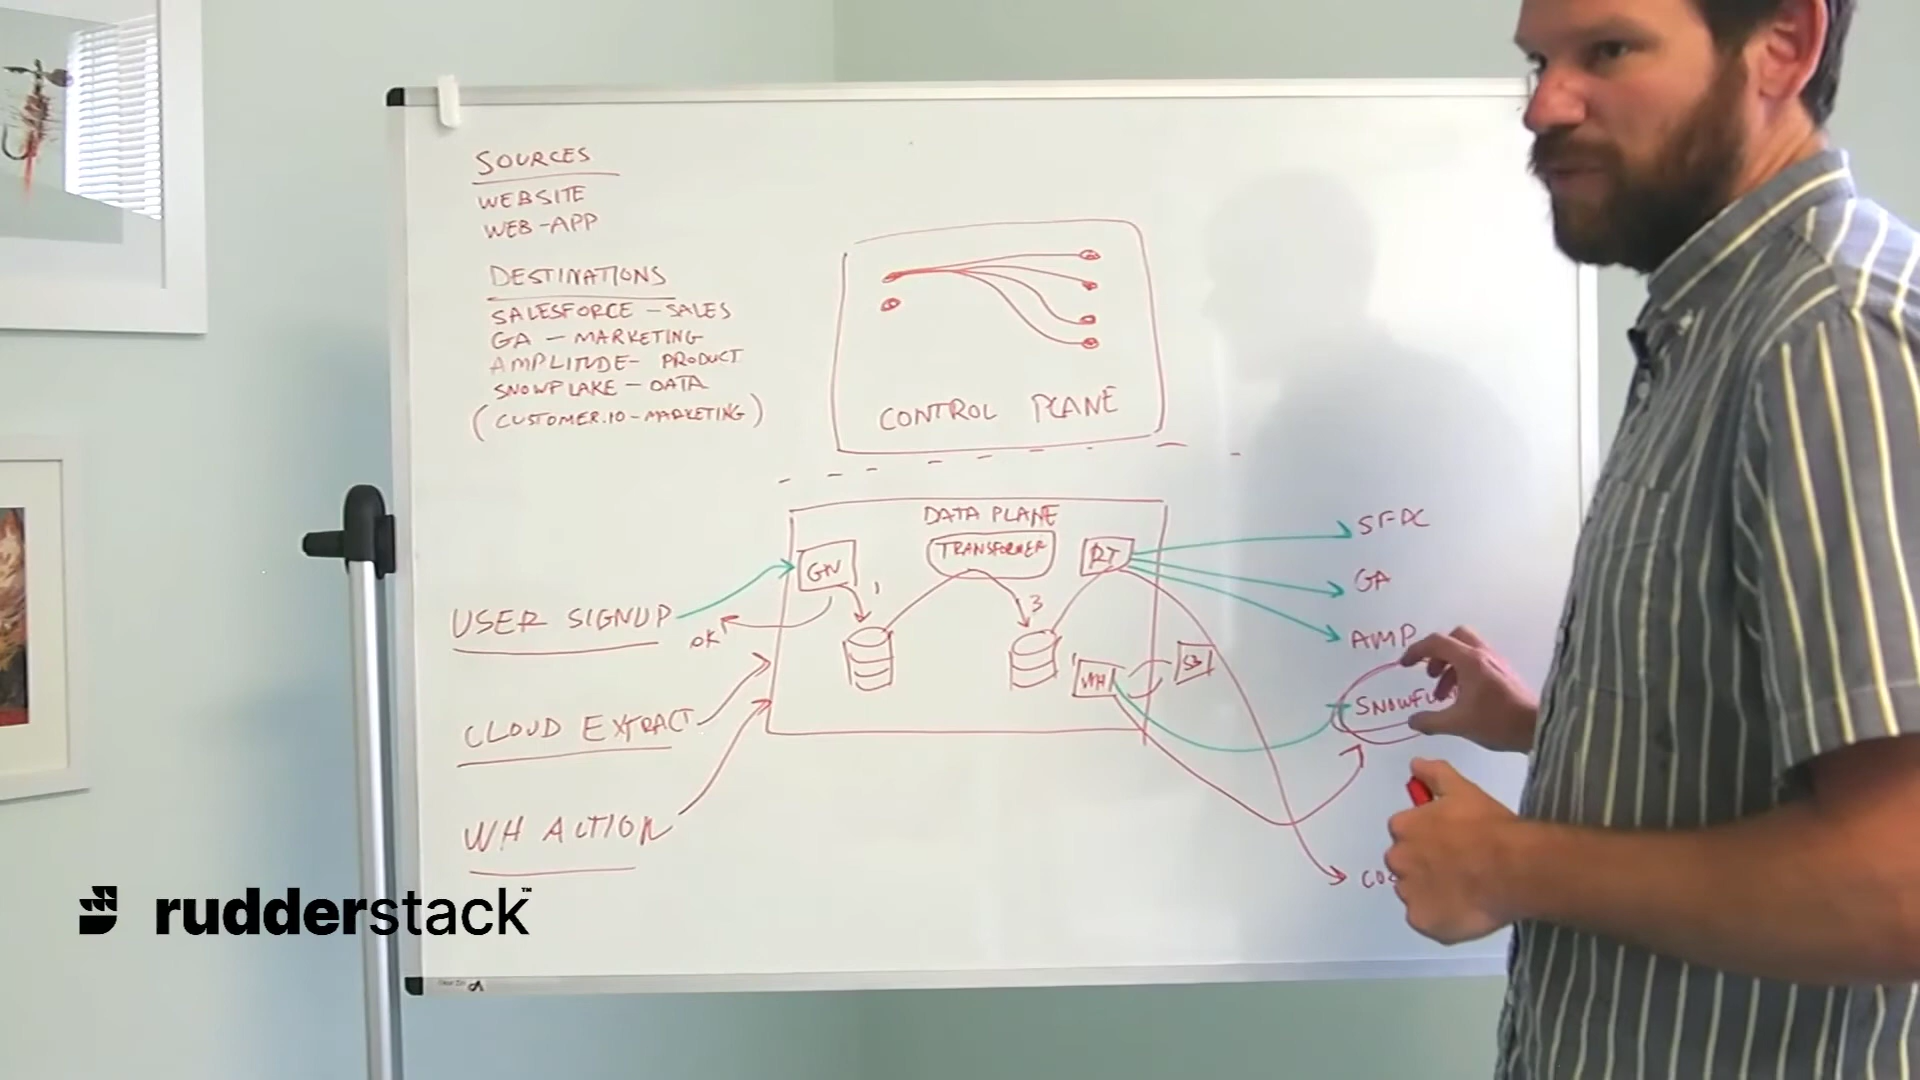 SOURCES
WEBSITE
WEB-APP
DESTINATIONS
SALESFORCE - SALES
GA - MARKETING
AMPLITUDE - PRODUCT
SNOWFLAKE - DATA
(CUSTOMER.IO - MARKETING)
CONTROL PLANE
DATA PLANE
GW
TRANSFORMER
RT
1
3
WH
S3
USER SIGNUP
OK
CLOUD EXTRACT
WH ACTION
SFDC
GA
AMP
rudderstack™